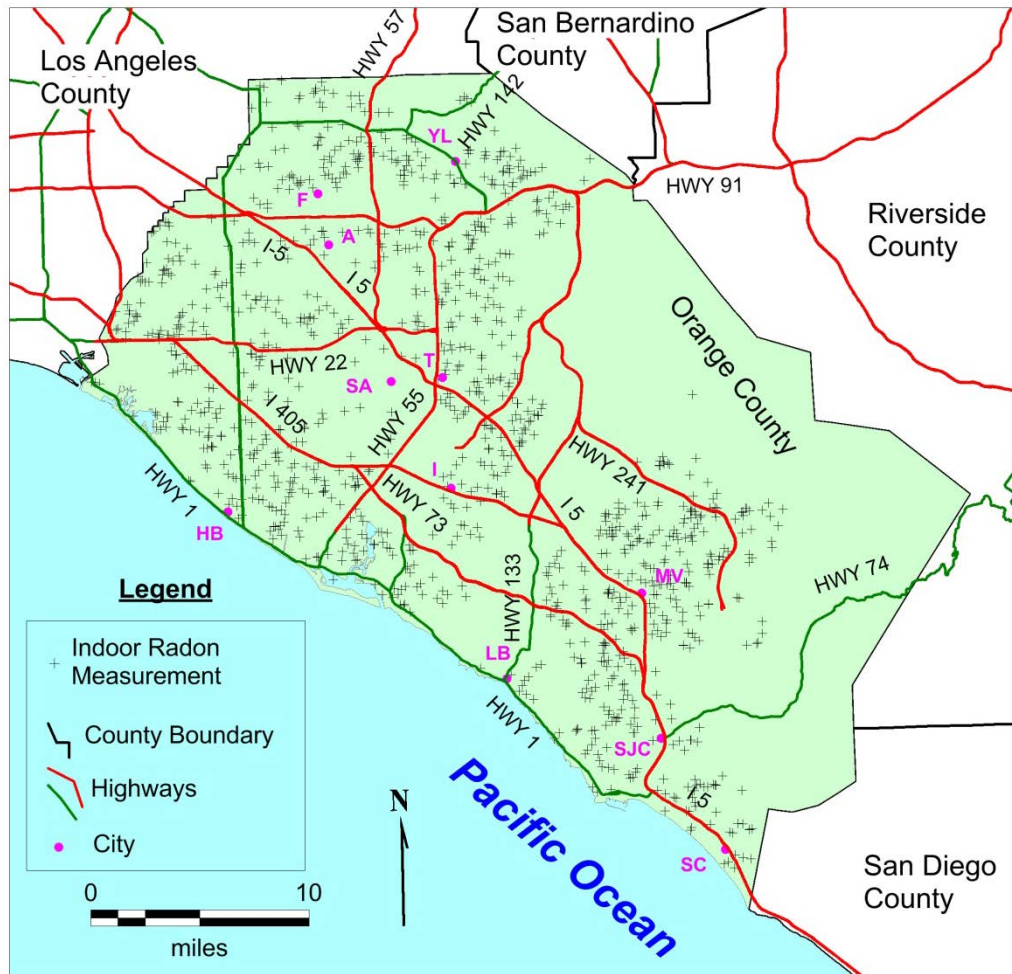 San Bernardino
County
HWY 57
Los Angeles
County
HWY 142
YL
HWY 91
F
Riverside
County
A
I-5
I 5
Orange County
HWY 22
T
SA
HWY 55
I 405
I
HWY 241
HWY 1
HWY 73
I 5
HB
HWY 133
MV
HWY 74
Legend
Indoor Radon
Measurement
LB
HWY 1
County Boundary
SJC
Highways
N
Pacific Ocean
I 5
City
SC
San Diego
County
0 10
miles